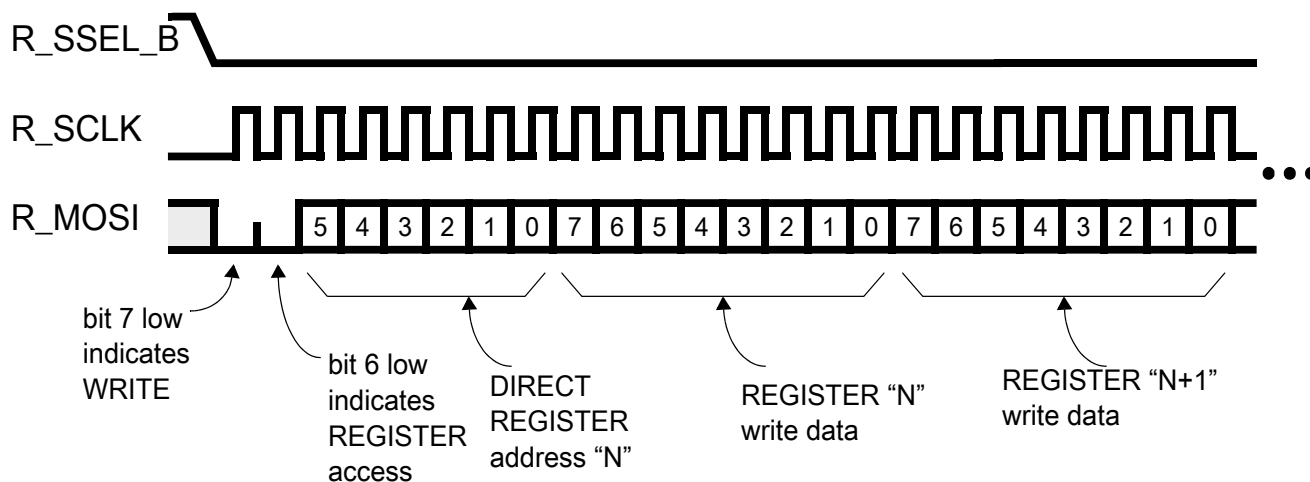 R_SSEL_B
R_SCLK
R_MOSI
5 4 3 2 1 0 7 6 5 4 3 2 1 0 7 6 5 4 3 2 1 0
bit 7 low
indicates
WRITE
bit 6 low
indicates
REGISTER
access
DIRECT
REGISTER
address “N”
REGISTER “N”
write data
REGISTER “N+1”
write data